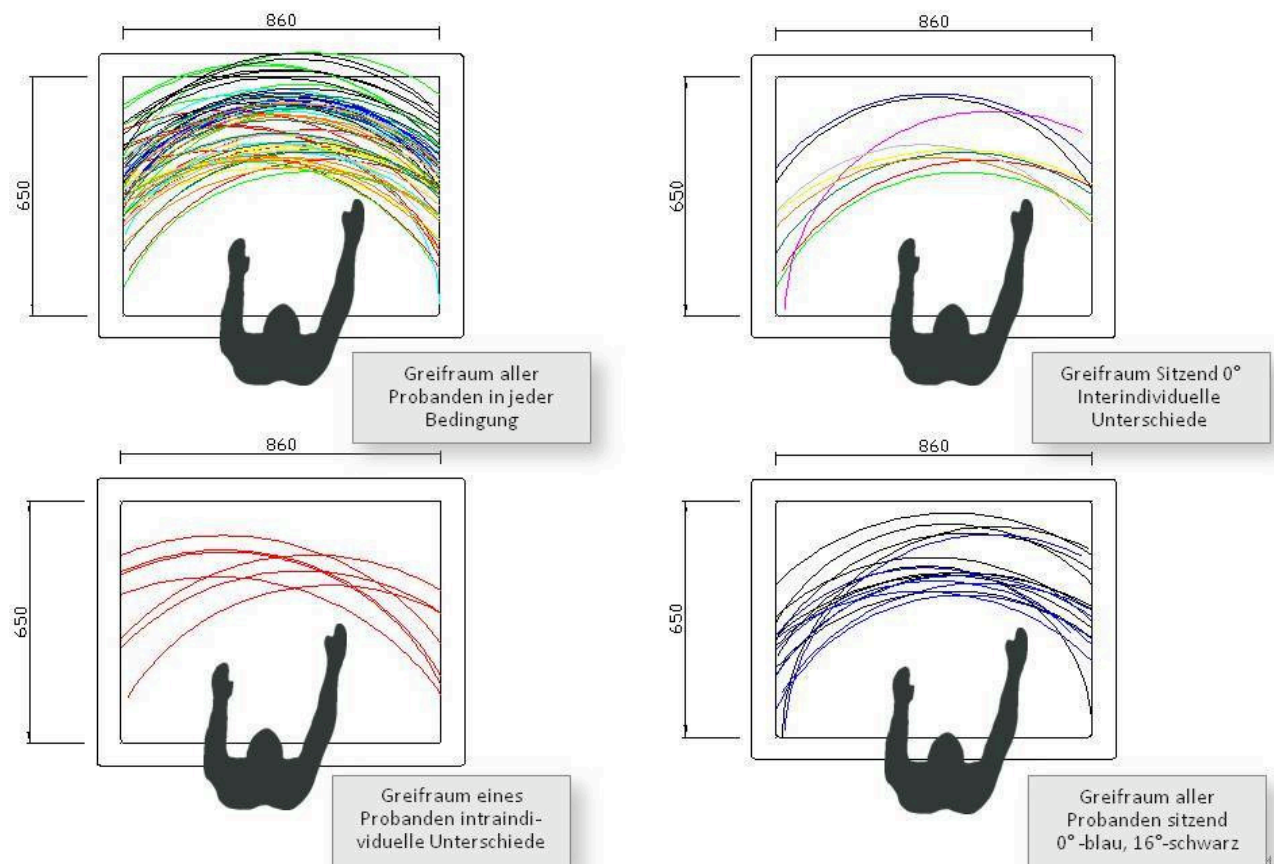 860
650
Greifraum aller
Probanden in jeder
Bedingung
860
650
Greifraum Sitzend 0°
Interindividuelle
Unterschiede
860
650
Greifraum eines
Probanden intraindi-
viduelle Unterschiede
860
650
Greifraum aller
Probanden sitzend
0° -blau, 16°-schwarz